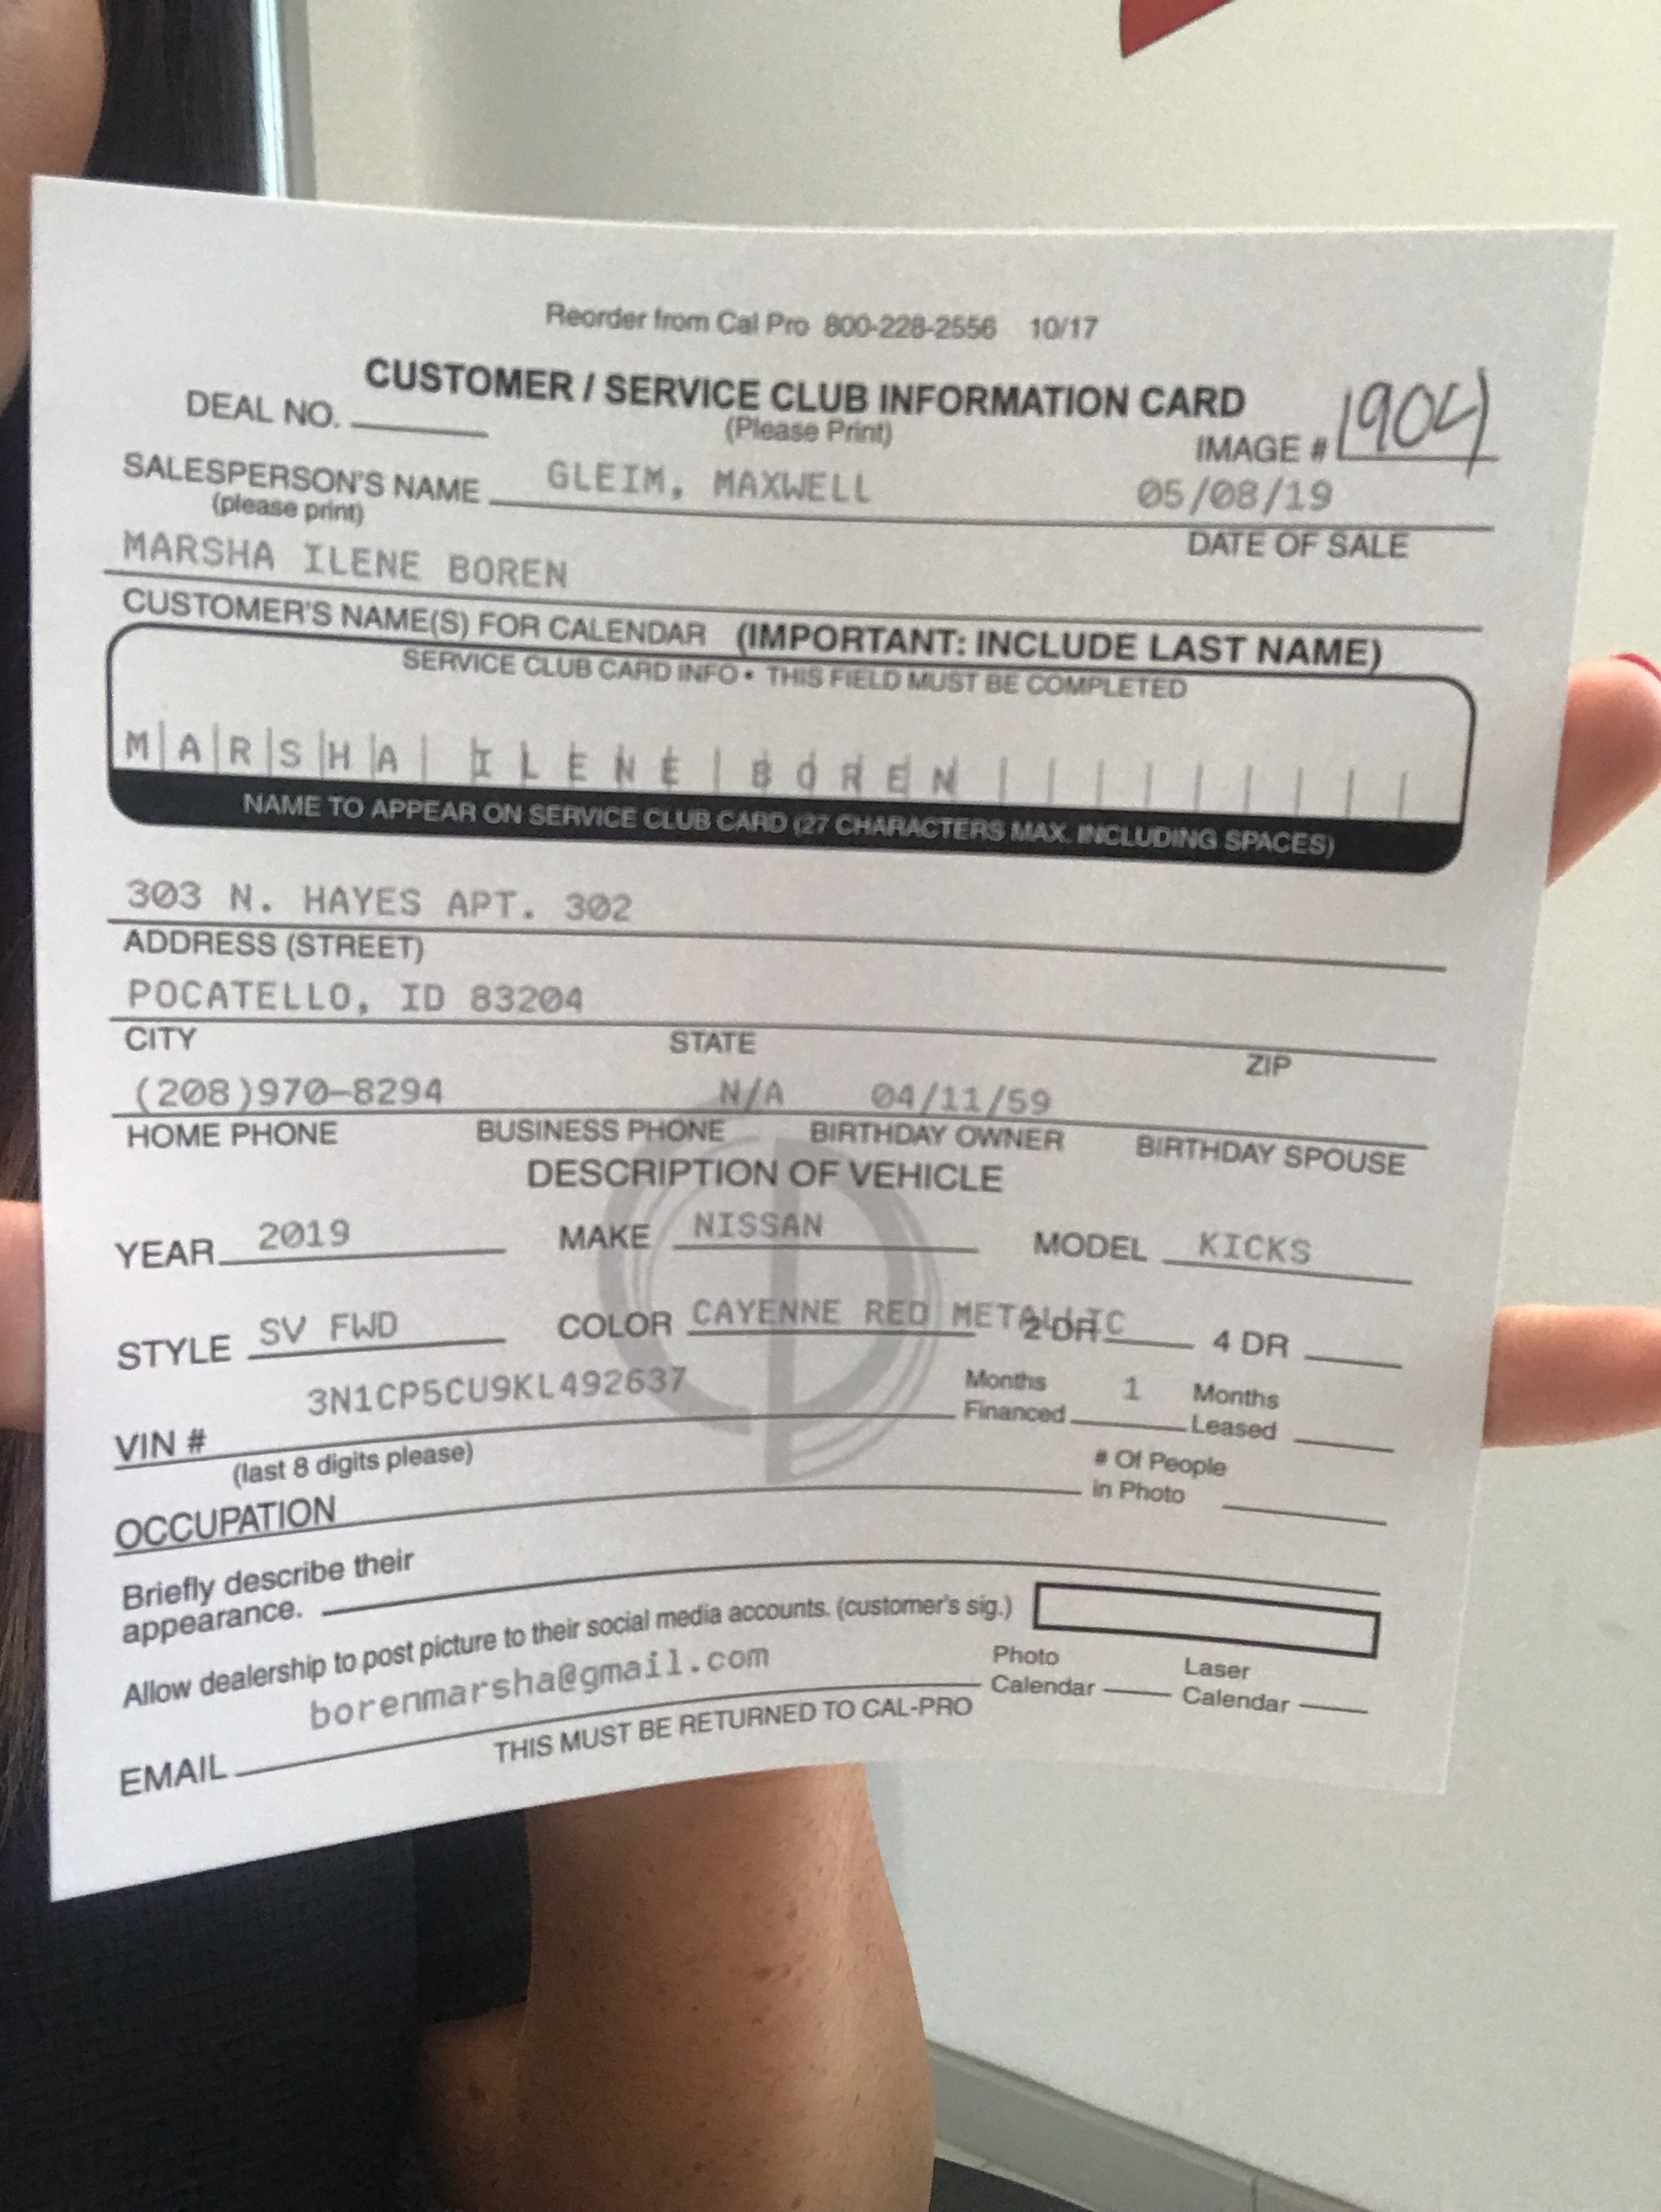 Reorder from Cal Pro 800-228-2556 10/17
CUSTOMER / SERVICE CLUB INFORMATION CARD
DEAL NO. (Please Print) IMAGE # 1904
SALESPERSON'S NAME GLEIM, MAXWELL 05/08/19
(please print) DATE OF SALE
MARSHA ILENE BOREN
CUSTOMER'S NAME(S) FOR CALENDAR (IMPORTANT: INCLUDE LAST NAME)
SERVICE CLUB CARD INFO • THIS FIELD MUST BE COMPLETED
MARSHA ILENE BOREN
NAME TO APPEAR ON SERVICE CLUB CARD (27 CHARACTERS MAX. INCLUDING SPACES)
303 N. HAYES APT. 302
ADDRESS (STREET)
POCATELLO, ID 83204
CITY STATE ZIP
(208)970-8294 N/A 04/11/59
HOME PHONE BUSINESS PHONE BIRTHDAY OWNER BIRTHDAY SPOUSE
DESCRIPTION OF VEHICLE
YEAR 2019 MAKE NISSAN MODEL KICKS
STYLE SV FWD COLOR CAYENNE RED METALLIC 2 DR 4 DR
3N1CP5CU9KL492637 Months 1 Months
VIN # Financed Leased
(last 8 digits please) # Of People
OCCUPATION in Photo
Briefly describe their
appearance.
Allow dealership to post picture to their social media accounts. (customer's sig.)
borenmarsha@gmail.com Photo Laser
EMAIL Calendar Calendar
THIS MUST BE RETURNED TO CAL-PRO